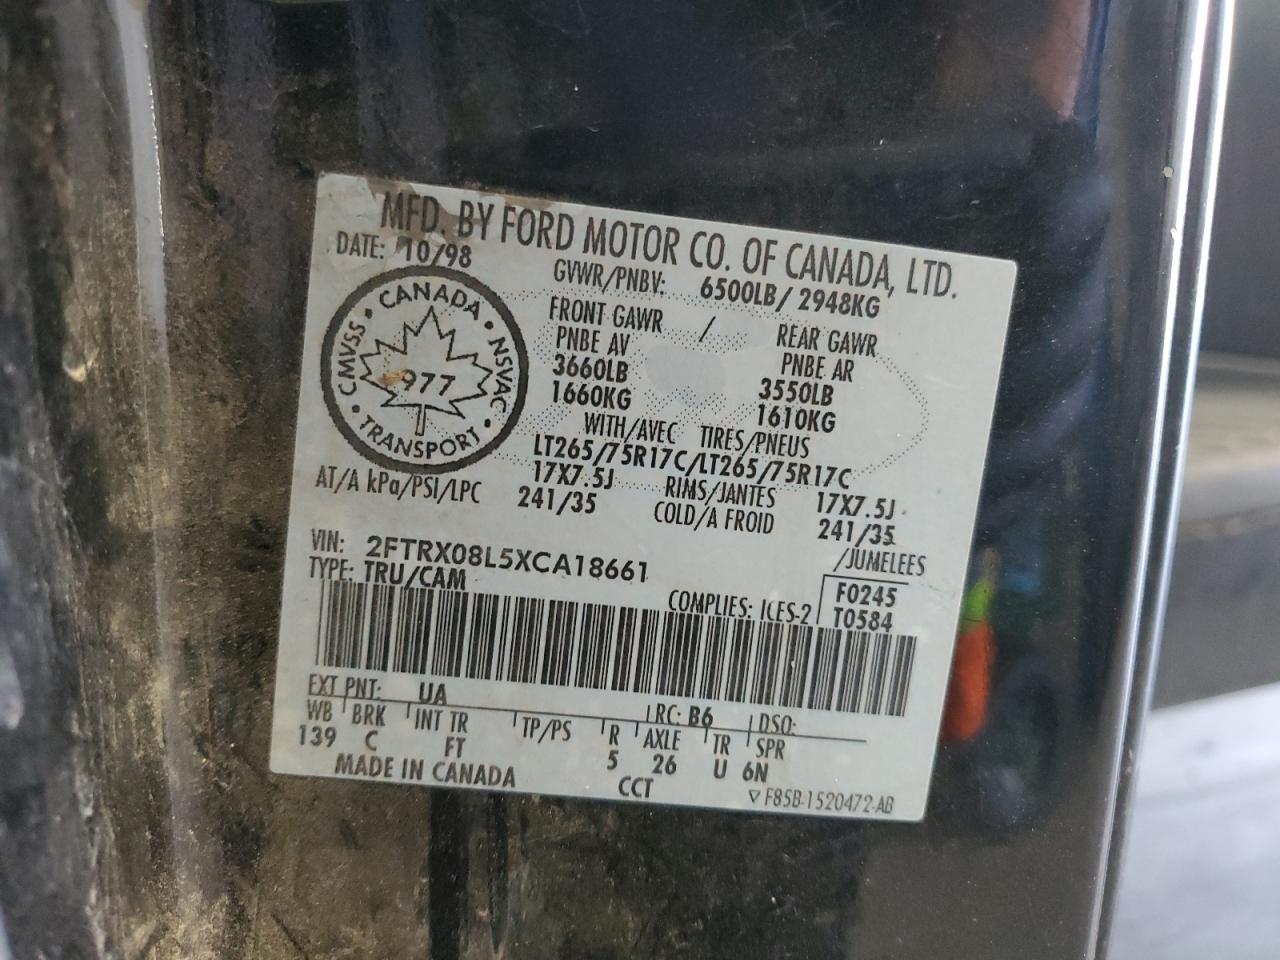 MFD. BY FORD MOTOR CO. OF CANADA, LTD.
DATE: 10/98
GVWR/PNBV: 6500LB/ 2948KG
FRONT GAWR / REAR GAWR
PNBE AV PNBE AR
3660LB 3550LB
1660KG 1610KG
WITH/AVEC TIRES/PNEUS
LT265/75R17C/LT265/75R17C
17X7.5J RIMS/JANTES 17X7.5J
AT/A kPa/PSI/LPC 241/35 COLD/A FROID 241/35
/JUMELEES
CANADA • NSVAC • TRANSPORT • CMVSS •
977
VIN: 2FTRX08L5XCA18661
TYPE: TRU/CAM
COMPLIES: ICES-2
F0245
T0584
EXT PNT: UA RC: B6 DSO:
WB BRK INT TR TP/PS R AXLE TR SPR
139 C FT 5 26 U 6N
MADE IN CANADA CCT
F85B-1520472-AB